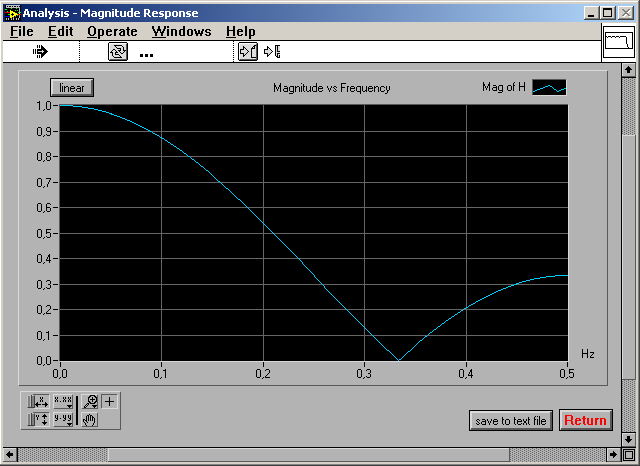 Analysis - Magnitude Response
File Edit Operate Windows Help
...
linear
Magnitude vs Frequency
Mag of H
1,0
0,9
0,8
0,7
0,6
0,5
0,4
0,3
0,2
0,1
0,0
0,0 0,1 0,2 0,3 0,4 0,5
Hz
X x.xx
Y y.yy
save to text file
Return